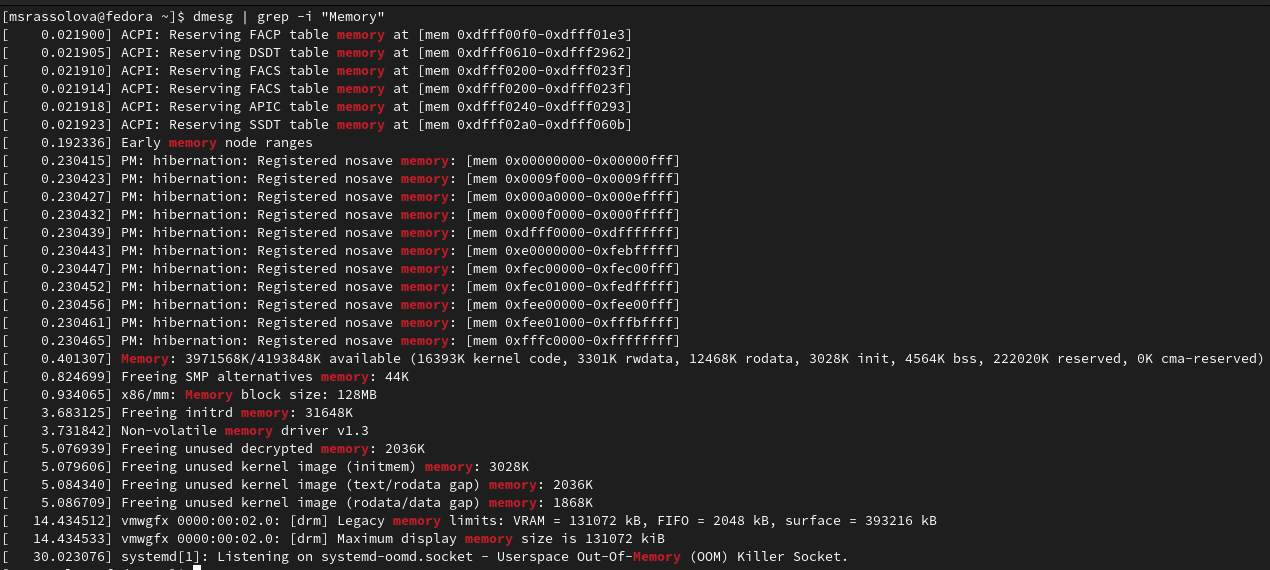 [msrassolova@fedora ~]$ dmesg | grep -i "Memory"
[    0.021900] ACPI: Reserving FACP table memory at [mem 0xdfff00f0-0xdfff01e3]
[    0.021905] ACPI: Reserving DSDT table memory at [mem 0xdfff0610-0xdfff2962]
[    0.021910] ACPI: Reserving FACS table memory at [mem 0xdfff0200-0xdfff023f]
[    0.021914] ACPI: Reserving FACS table memory at [mem 0xdfff0200-0xdfff023f]
[    0.021918] ACPI: Reserving APIC table memory at [mem 0xdfff0240-0xdfff0293]
[    0.021923] ACPI: Reserving SSDT table memory at [mem 0xdfff02a0-0xdfff060b]
[    0.192336] Early memory node ranges
[    0.230415] PM: hibernation: Registered nosave memory: [mem 0x00000000-0x00000fff]
[    0.230423] PM: hibernation: Registered nosave memory: [mem 0x0009f000-0x0009ffff]
[    0.230427] PM: hibernation: Registered nosave memory: [mem 0x000a0000-0x000effff]
[    0.230432] PM: hibernation: Registered nosave memory: [mem 0x000f0000-0x000fffff]
[    0.230439] PM: hibernation: Registered nosave memory: [mem 0xdfff0000-0xdfffffff]
[    0.230443] PM: hibernation: Registered nosave memory: [mem 0xe0000000-0xfebfffff]
[    0.230447] PM: hibernation: Registered nosave memory: [mem 0xfec00000-0xfec00fff]
[    0.230452] PM: hibernation: Registered nosave memory: [mem 0xfec01000-0xfedfffff]
[    0.230456] PM: hibernation: Registered nosave memory: [mem 0xfee00000-0xfee00fff]
[    0.230461] PM: hibernation: Registered nosave memory: [mem 0xfee01000-0xfffbffff]
[    0.230465] PM: hibernation: Registered nosave memory: [mem 0xfffc0000-0xffffffff]
[    0.401307] Memory: 3971568K/4193848K available (16393K kernel code, 3301K rwdata, 12468K rodata, 3028K init, 4564K bss, 222020K reserved, 0K cma-reserved)
[    0.824699] Freeing SMP alternatives memory: 44K
[    0.934065] x86/mm: Memory block size: 128MB
[    3.683125] Freeing initrd memory: 31648K
[    3.731842] Non-volatile memory driver v1.3
[    5.076939] Freeing unused decrypted memory: 2036K
[    5.079606] Freeing unused kernel image (initmem) memory: 3028K
[    5.084340] Freeing unused kernel image (text/rodata gap) memory: 2036K
[    5.086709] Freeing unused kernel image (rodata/data gap) memory: 1868K
[   14.434512] vmwgfx 0000:00:02.0: [drm] Legacy memory limits: VRAM = 131072 kB, FIFO = 2048 kB, surface = 393216 kB
[   14.434533] vmwgfx 0000:00:02.0: [drm] Maximum display memory size is 131072 kiB
[   30.023076] systemd[1]: Listening on systemd-oomd.socket - Userspace Out-Of-Memory (OOM) Killer Socket.